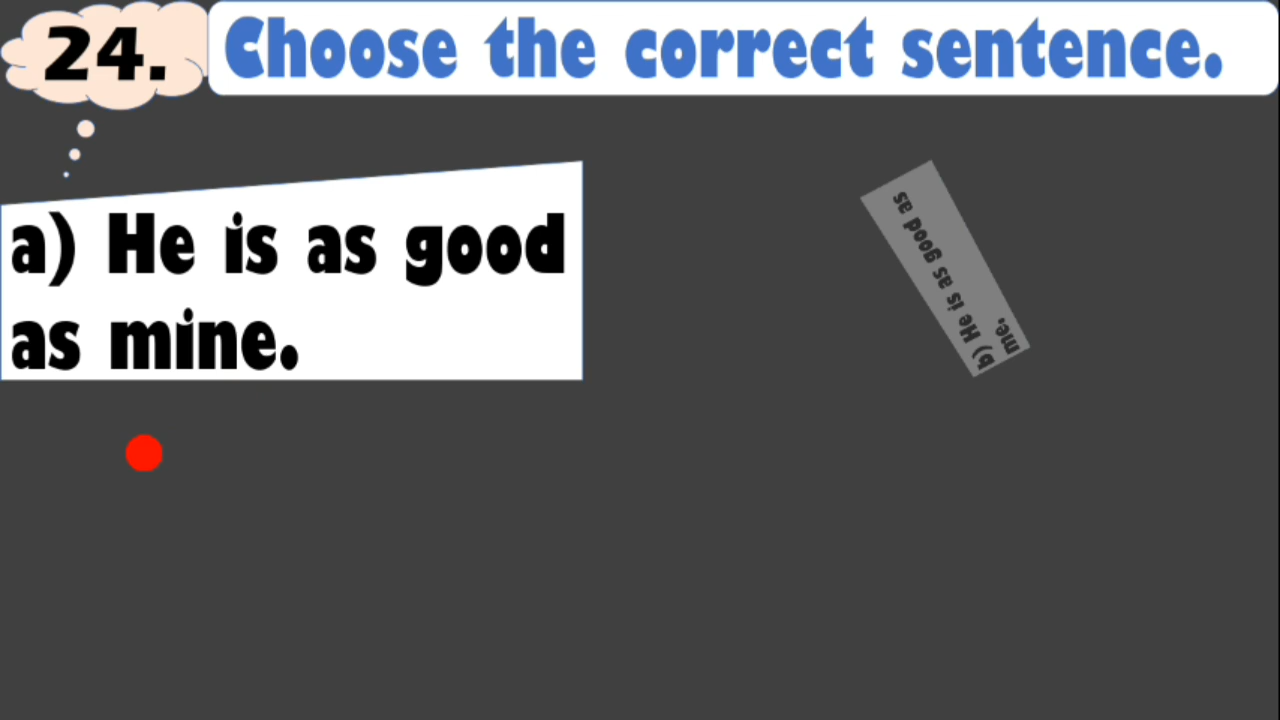 24.
Choose the correct sentence.
a) He is as good
as mine.
b) He is as good as
me.